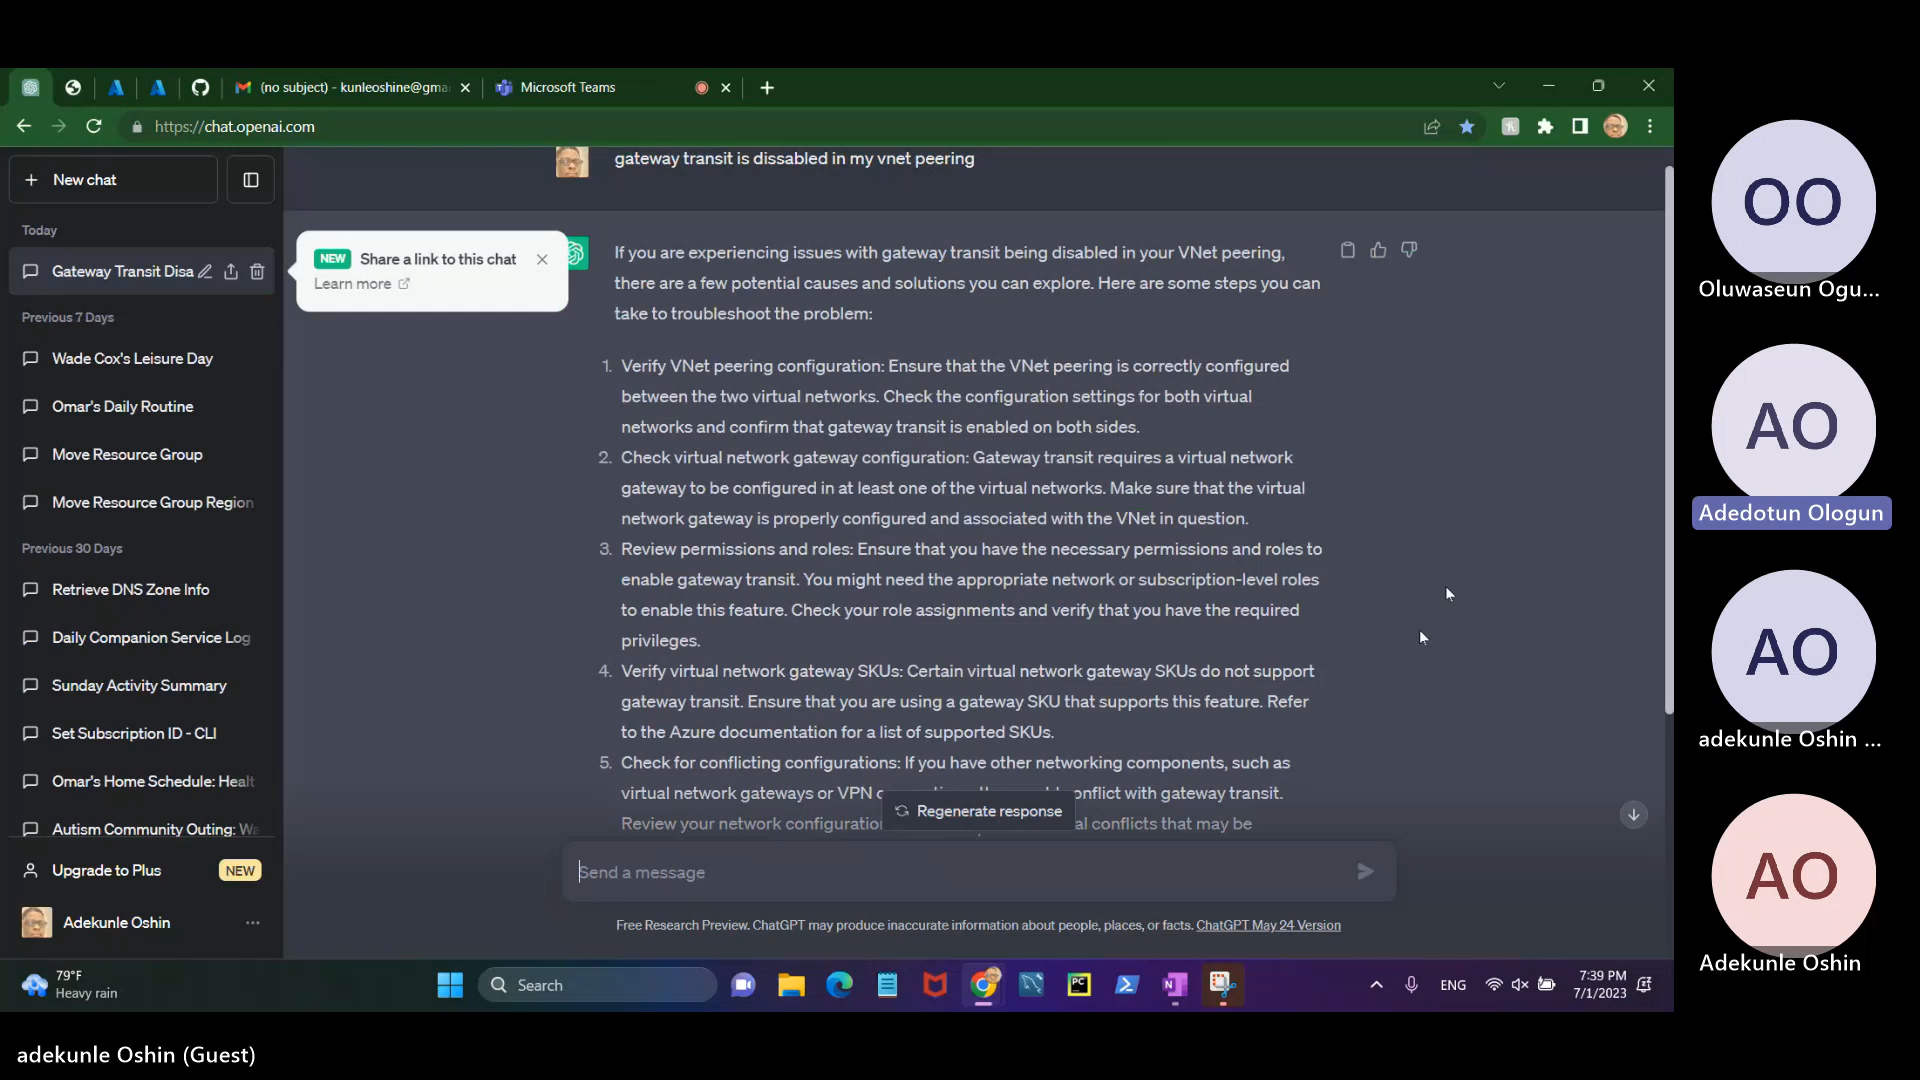 (no subject) - kunleoshine@gma
Microsoft Teams
https://chat.openai.com
New chat
Today
Gateway Transit Disa
Previous 7 Days
Wade Cox's Leisure Day
Omar's Daily Routine
Move Resource Group
Move Resource Group Region
Previous 30 Days
Retrieve DNS Zone Info
Daily Companion Service Log
Sunday Activity Summary
Set Subscription ID - CLI
Omar's Home Schedule: Healt
Autism Community Outing: Wa
Upgrade to Plus NEW
Adekunle Oshin
NEW Share a link to this chat
Learn more
gateway transit is dissabled in my vnet peering
If you are experiencing issues with gateway transit being disabled in your VNet peering,
there are a few potential causes and solutions you can explore. Here are some steps you can
take to troubleshoot the problem:
1. Verify VNet peering configuration: Ensure that the VNet peering is correctly configured
between the two virtual networks. Check the configuration settings for both virtual
networks and confirm that gateway transit is enabled on both sides.
2. Check virtual network gateway configuration: Gateway transit requires a virtual network
gateway to be configured in at least one of the virtual networks. Make sure that the virtual
network gateway is properly configured and associated with the VNet in question.
3. Review permissions and roles: Ensure that you have the necessary permissions and roles to
enable gateway transit. You might need the appropriate network or subscription-level roles
to enable this feature. Check your role assignments and verify that you have the required
privileges.
4. Verify virtual network gateway SKUs: Certain virtual network gateway SKUs do not support
gateway transit. Ensure that you are using a gateway SKU that supports this feature. Refer
to the Azure documentation for a list of supported SKUs.
5. Check for conflicting configurations: If you have other networking components, such as
virtual network gateways or VPN c onflict with gateway transit.
Regenerate response
Review your network configuration al conflicts that may be
Send a message
Free Research Preview. ChatGPT may produce inaccurate information about people, places, or facts. ChatGPT May 24 Version
79°F
Heavy rain
Search
PC
N
ENG
7:39 PM
7/1/2023
OO
Oluwaseun Ogu...
AO
Adedotun Ologun
AO
adekunle Oshin ...
AO
Adekunle Oshin
adekunle Oshin (Guest)